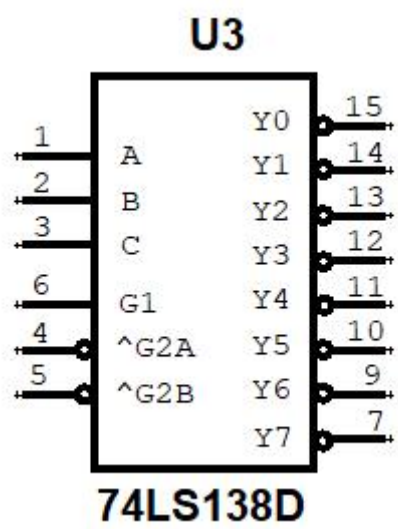 U3
Y0 15
1 A
Y1 14
2 B
Y2 13
3 C
Y3 12
6 G1
Y4 11
4 ^G2A
Y5 10
5 ^G2B
Y6 9
Y7 7
74LS138D